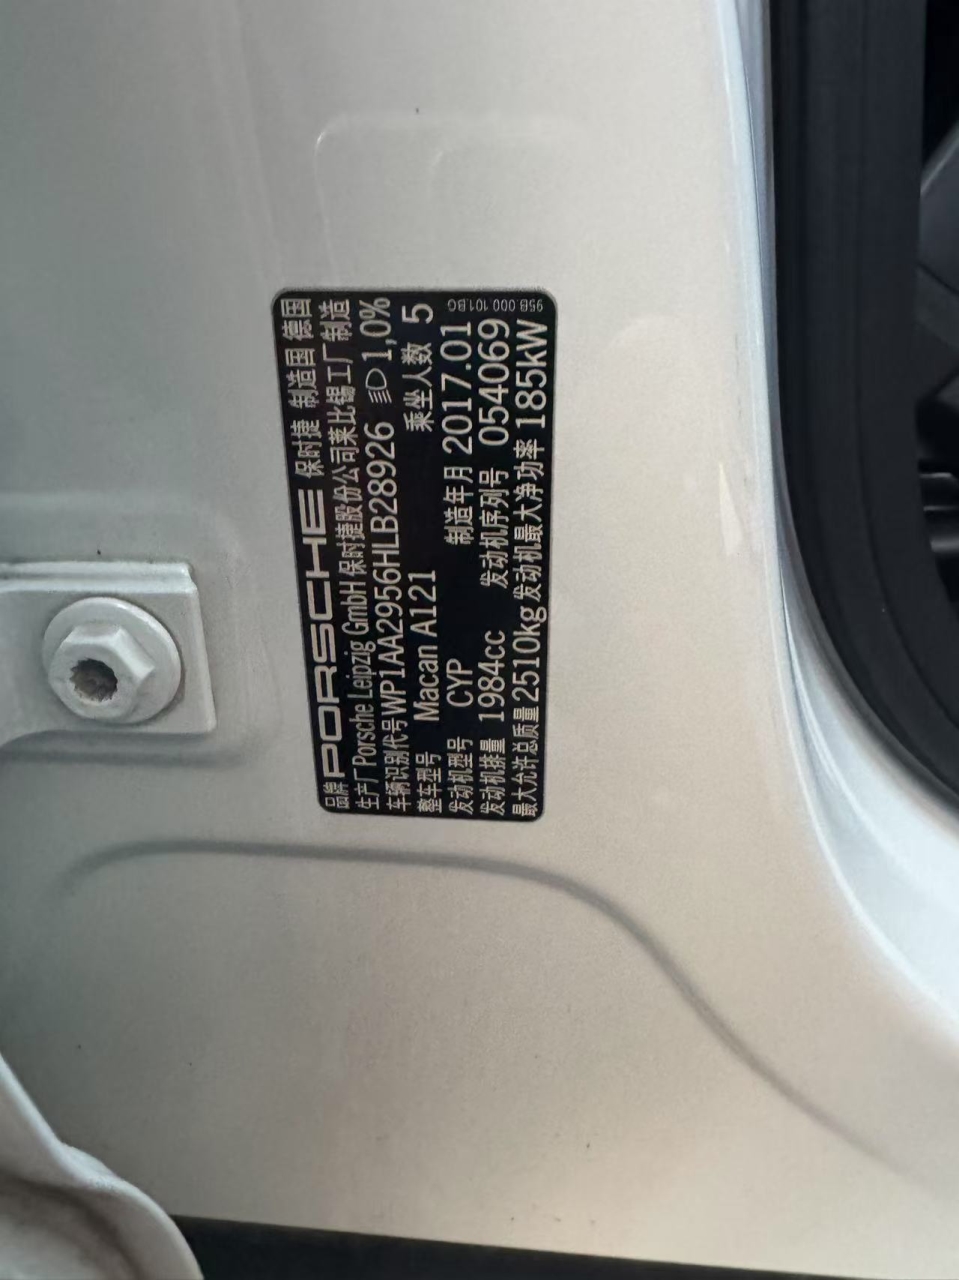 品牌 PORSCHE 保时捷 制造国 德国
生产厂 Porsche Leipzig GmbH 保时捷股份公司莱比锡工厂 制造
车辆识别代号 WP1AA2956HLB28926 1,0%
整车型号 Macan A121 乘坐人数 5
发动机型号 CYP 制造年月 2017.01
发动机排量 1984cc 发动机序列号 054069
最大允许总质量 2510kg 发动机最大净功率 185kW
95B 000 101.BG